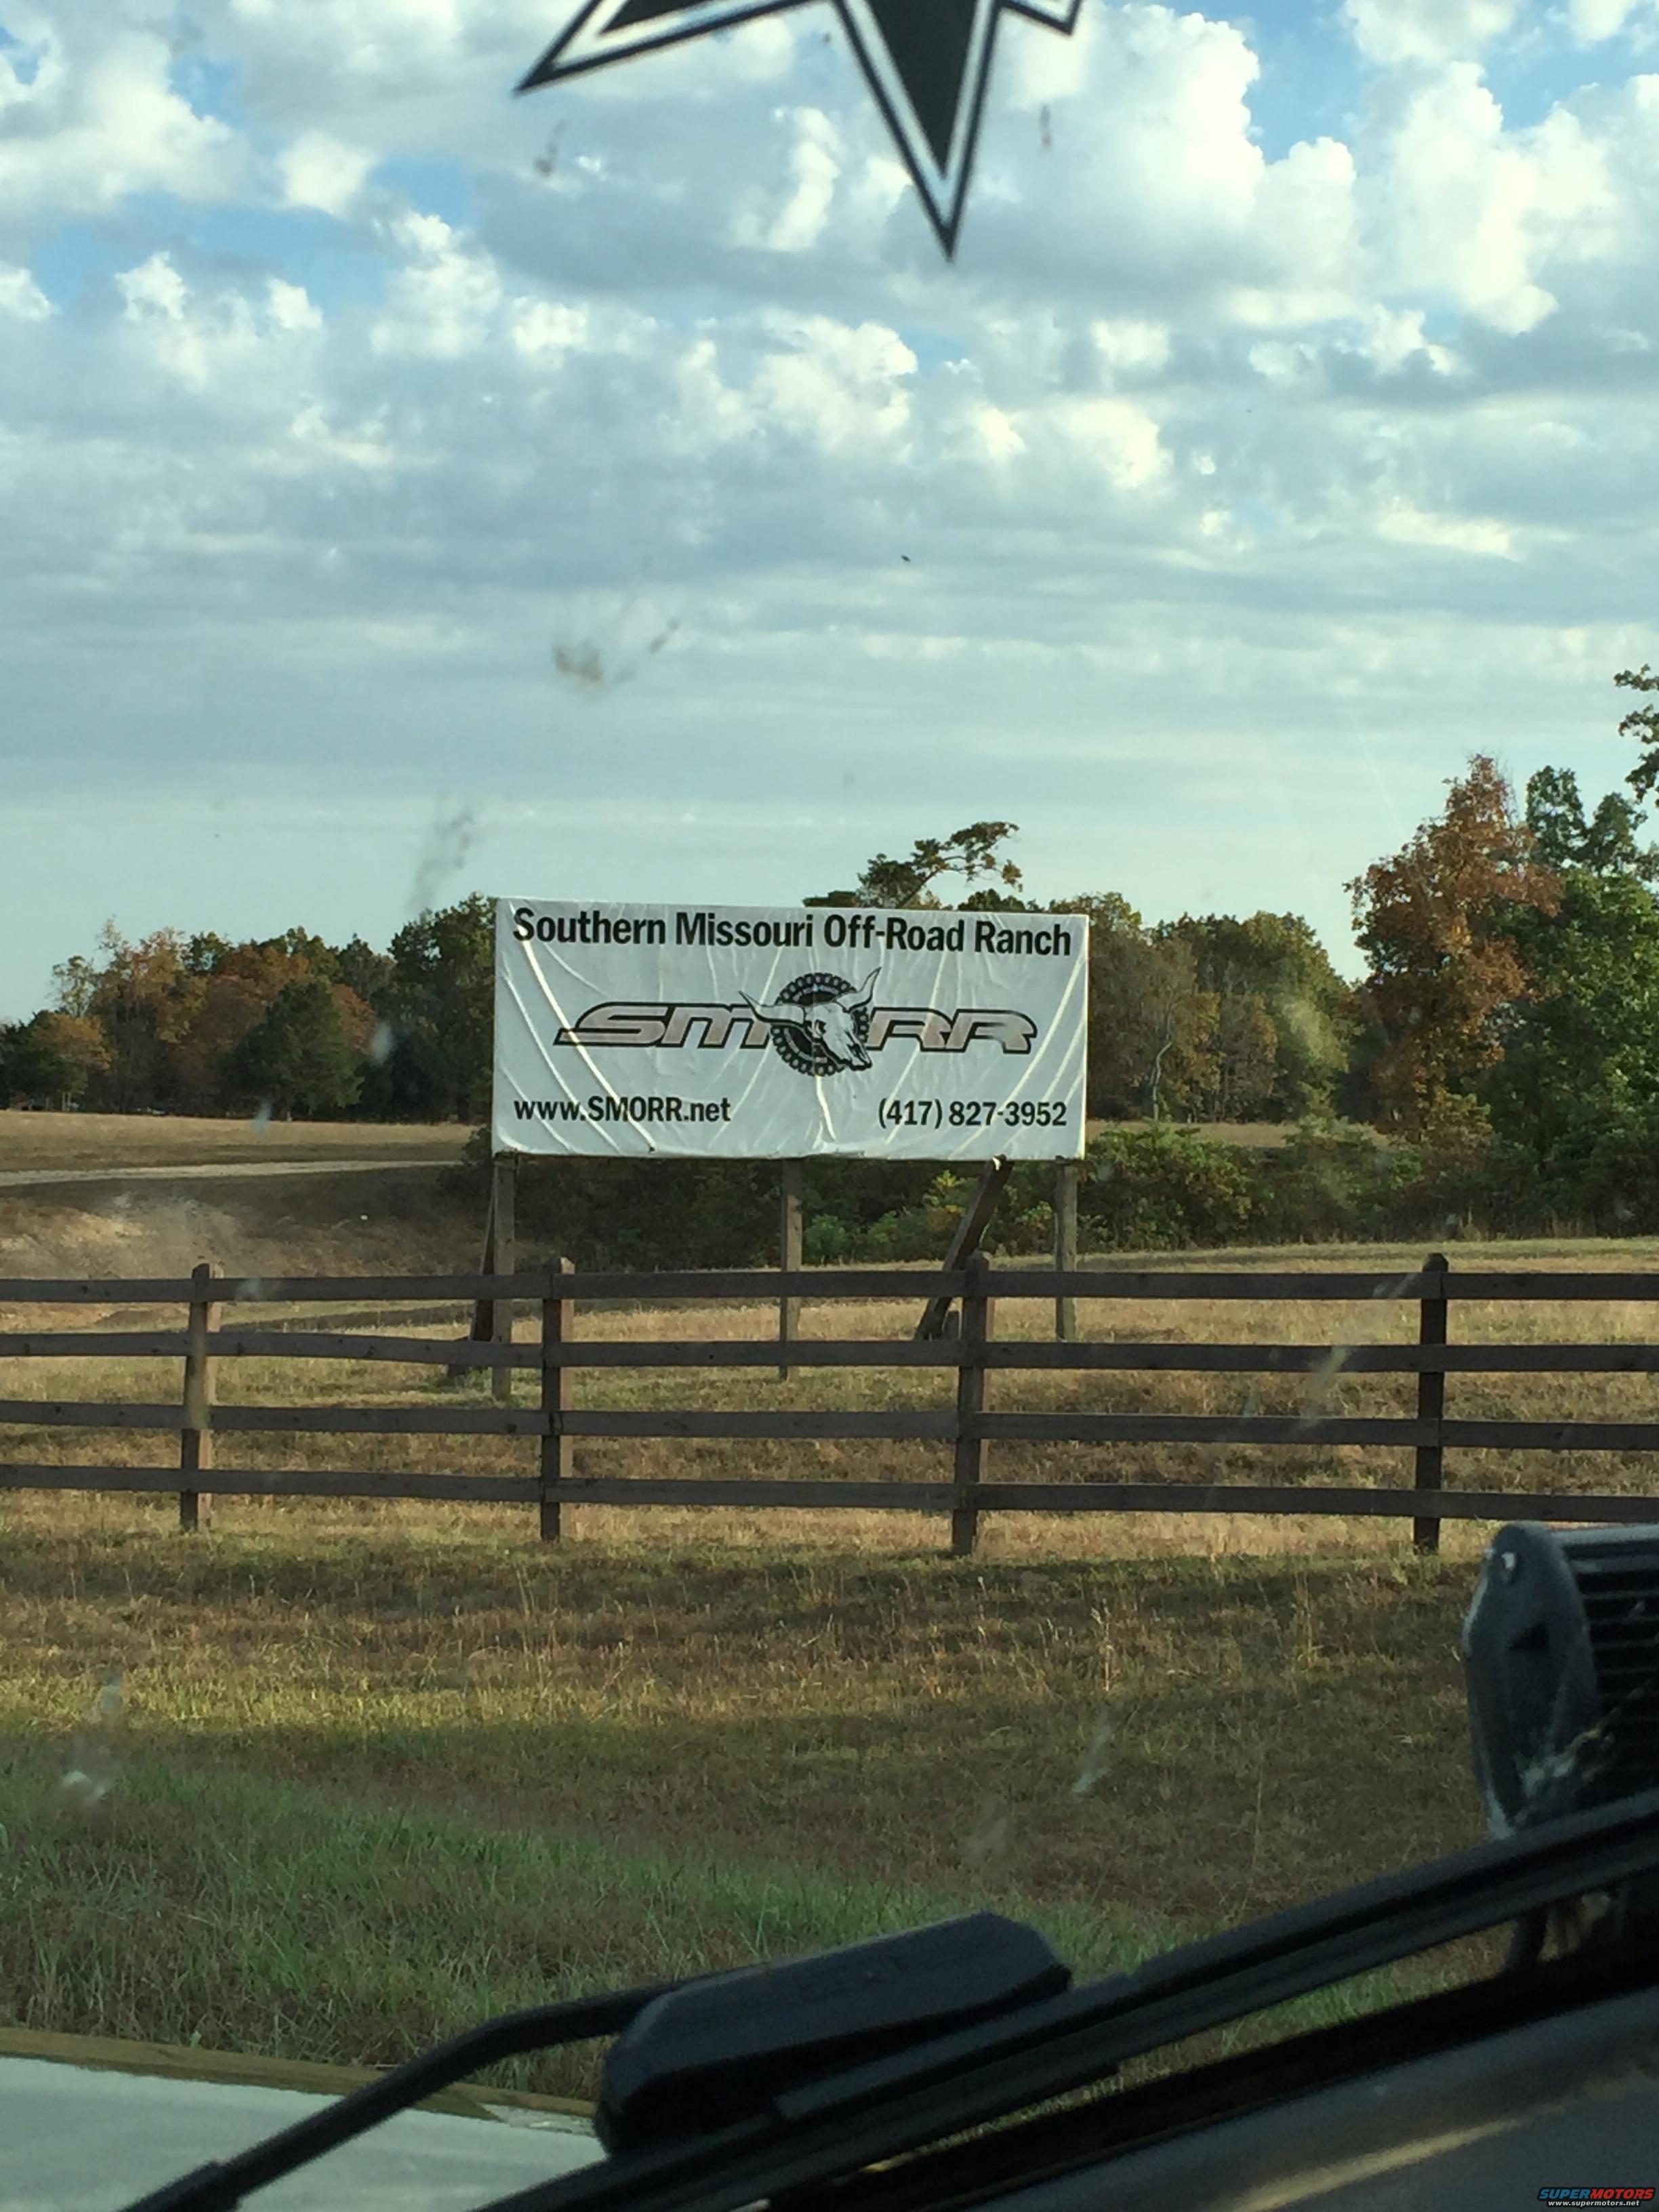 Southern Missouri Off-Road Ranch
SMORR
www.SMORR.net
(417) 827-3952
SUPERMOTORS
www.supermotors.net